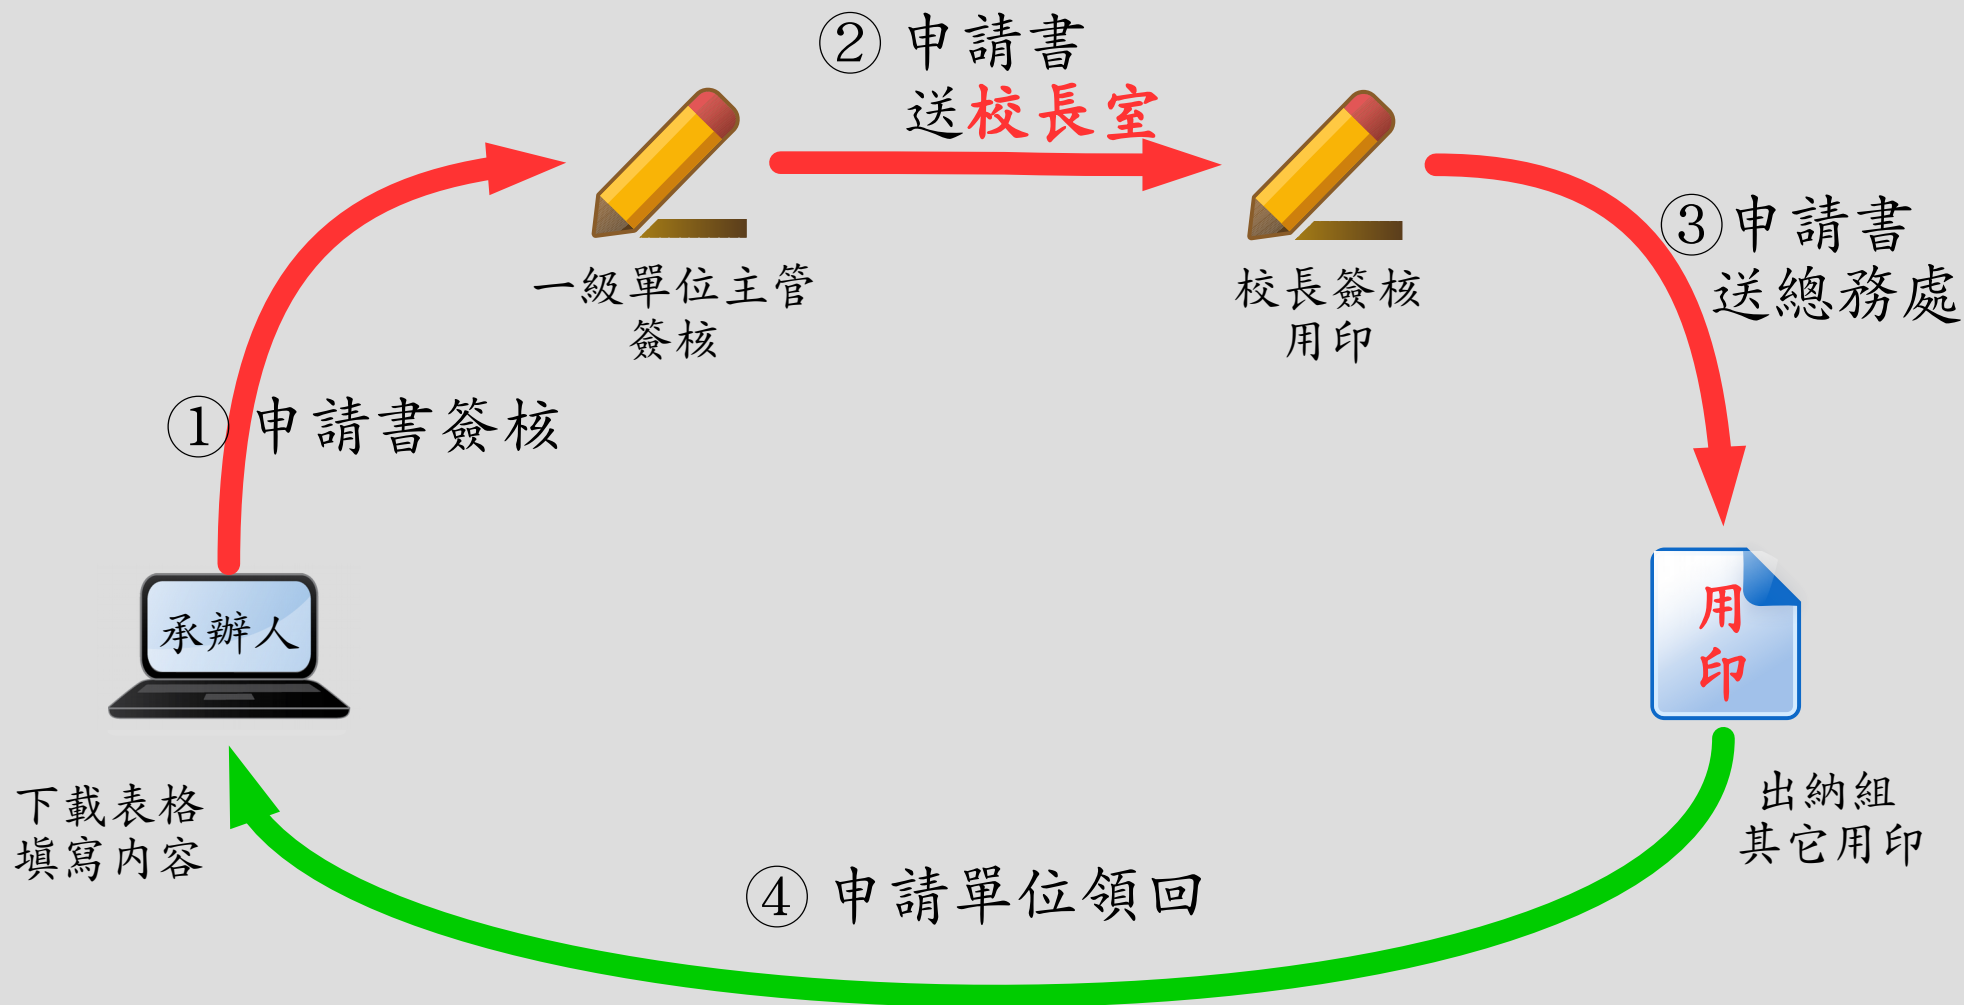 ② 申請書
送校長室
③申請書
送總務處
一級單位主管
簽核
校長簽核
用印
① 申請書簽核
承辦人
用
印
下載表格
填寫內容
出納組
其它用印
④ 申請單位領回